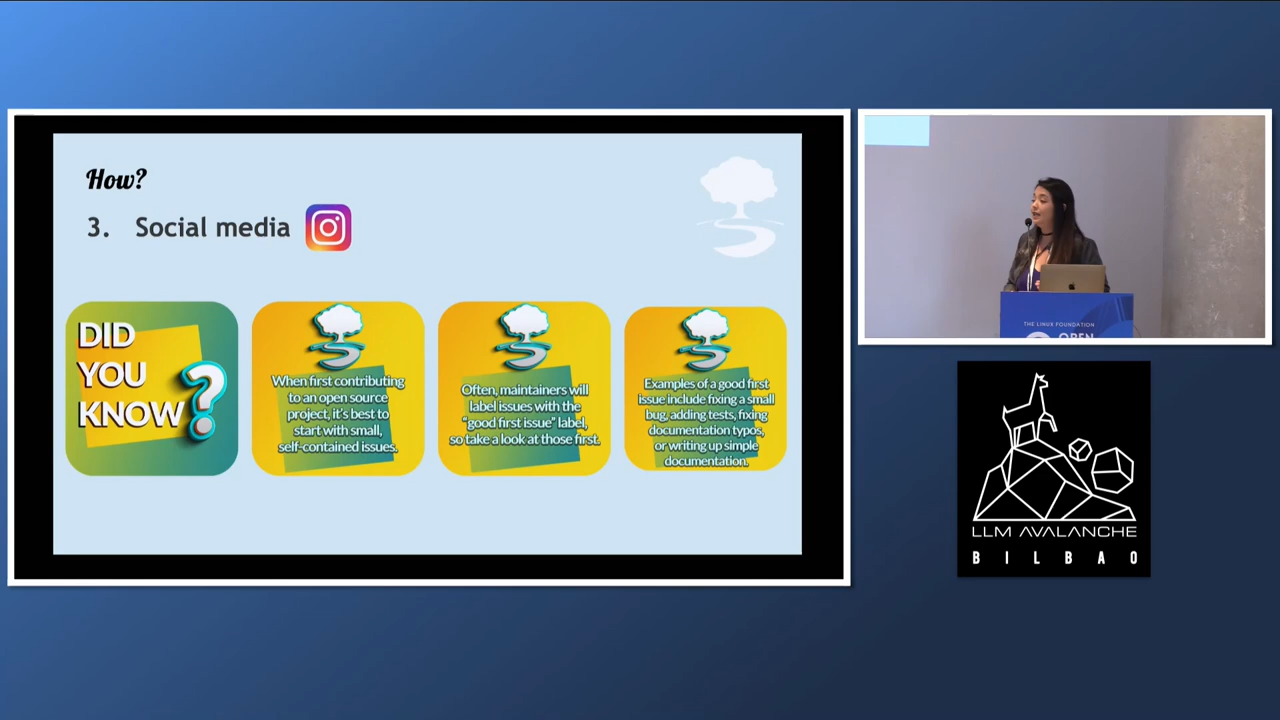 How?
3. Social media
DID
YOU
KNOW?
When first contributing
to an open source
project, it's best to
start with small,
self-contained issues.
Often, maintainers will
label issues with the
"good first issue" label,
so take a look at those first.
Examples of a good first
issue include fixing a small
bug, adding tests, fixing
documentation typos,
or writing up simple
documentation.
THE LINUX FOUNDATION
OPEN
LLM AVALANCHE
BILBAO